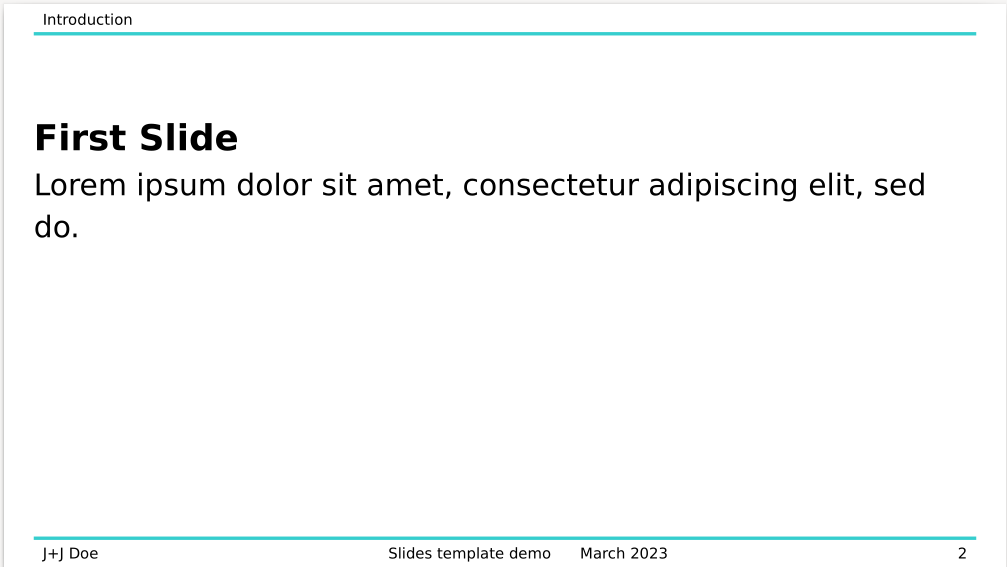 Introduction
First Slide
Lorem ipsum dolor sit amet, consectetur adipiscing elit, sed
do.
J+J Doe Slides template demo March 2023 2